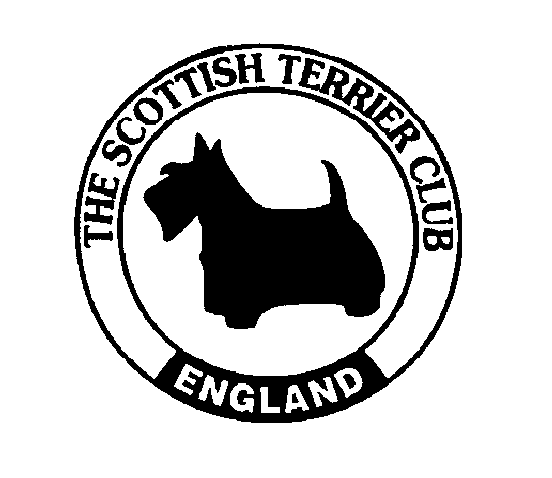 THE SCOTTISH TERRIER CLUB
ENGLAND